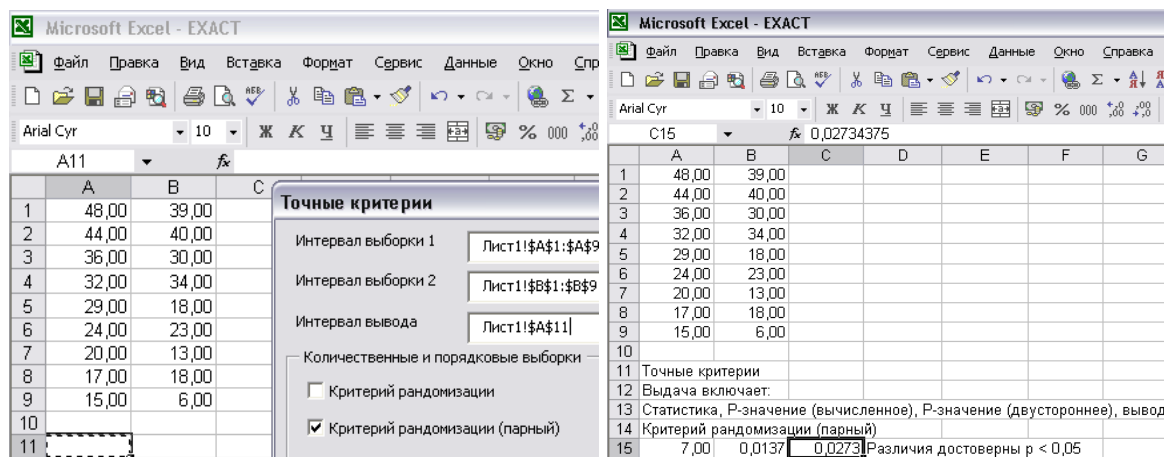 Microsoft Excel - EXACT
Файл Правка Вид Вставка Формат Сервис Данные Окно Спр
Arial Cyr 10 Ж К Ч % 000
A11 fx
A B C
1 48,00 39,00
2 44,00 40,00
3 36,00 30,00
4 32,00 34,00
5 29,00 18,00
6 24,00 23,00
7 20,00 13,00
8 17,00 18,00
9 15,00 6,00
10
11
Точные критерии
Интервал выборки 1 Лист1!$A$1:$A$9
Интервал выборки 2 Лист1!$B$1:$B$9
Интервал вывода Лист1!$A$11
Количественные и порядковые выборки
Критерий рандомизации
Критерий рандомизации (парный)
Microsoft Excel - EXACT
Файл Правка Вид Вставка Формат Сервис Данные Окно Справка
Arial Cyr 10 Ж К Ч % 000
C15 fx 0,02734375
A B C D E F G
1 48,00 39,00
2 44,00 40,00
3 36,00 30,00
4 32,00 34,00
5 29,00 18,00
6 24,00 23,00
7 20,00 13,00
8 17,00 18,00
9 15,00 6,00
10
11 Точные критерии
12 Выдача включает:
13 Статистика, P-значение (вычисленное), P-значение (двустороннее), вывод
14 Критерий рандомизации (парный)
15 7,00 0,0137 0,0273 Различия достоверны p < 0,05